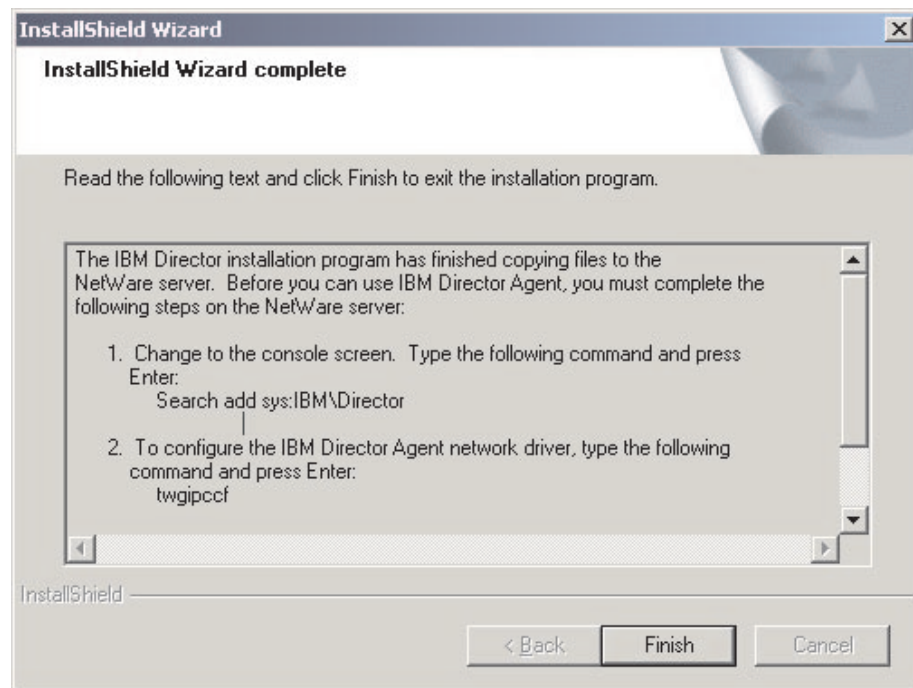 InstallShield Wizard
InstallShield Wizard complete
Read the following text and click Finish to exit the installation program.
The IBM Director installation program has finished copying files to the
NetWare server. Before you can use IBM Director Agent, you must complete the
following steps on the NetWare server:
1. Change to the console screen. Type the following command and press
Enter:
Search add sys:IBM\Director
2. To configure the IBM Director Agent network driver, type the following
command and press Enter:
twgipccf
InstallShield
< Back
Finish
Cancel